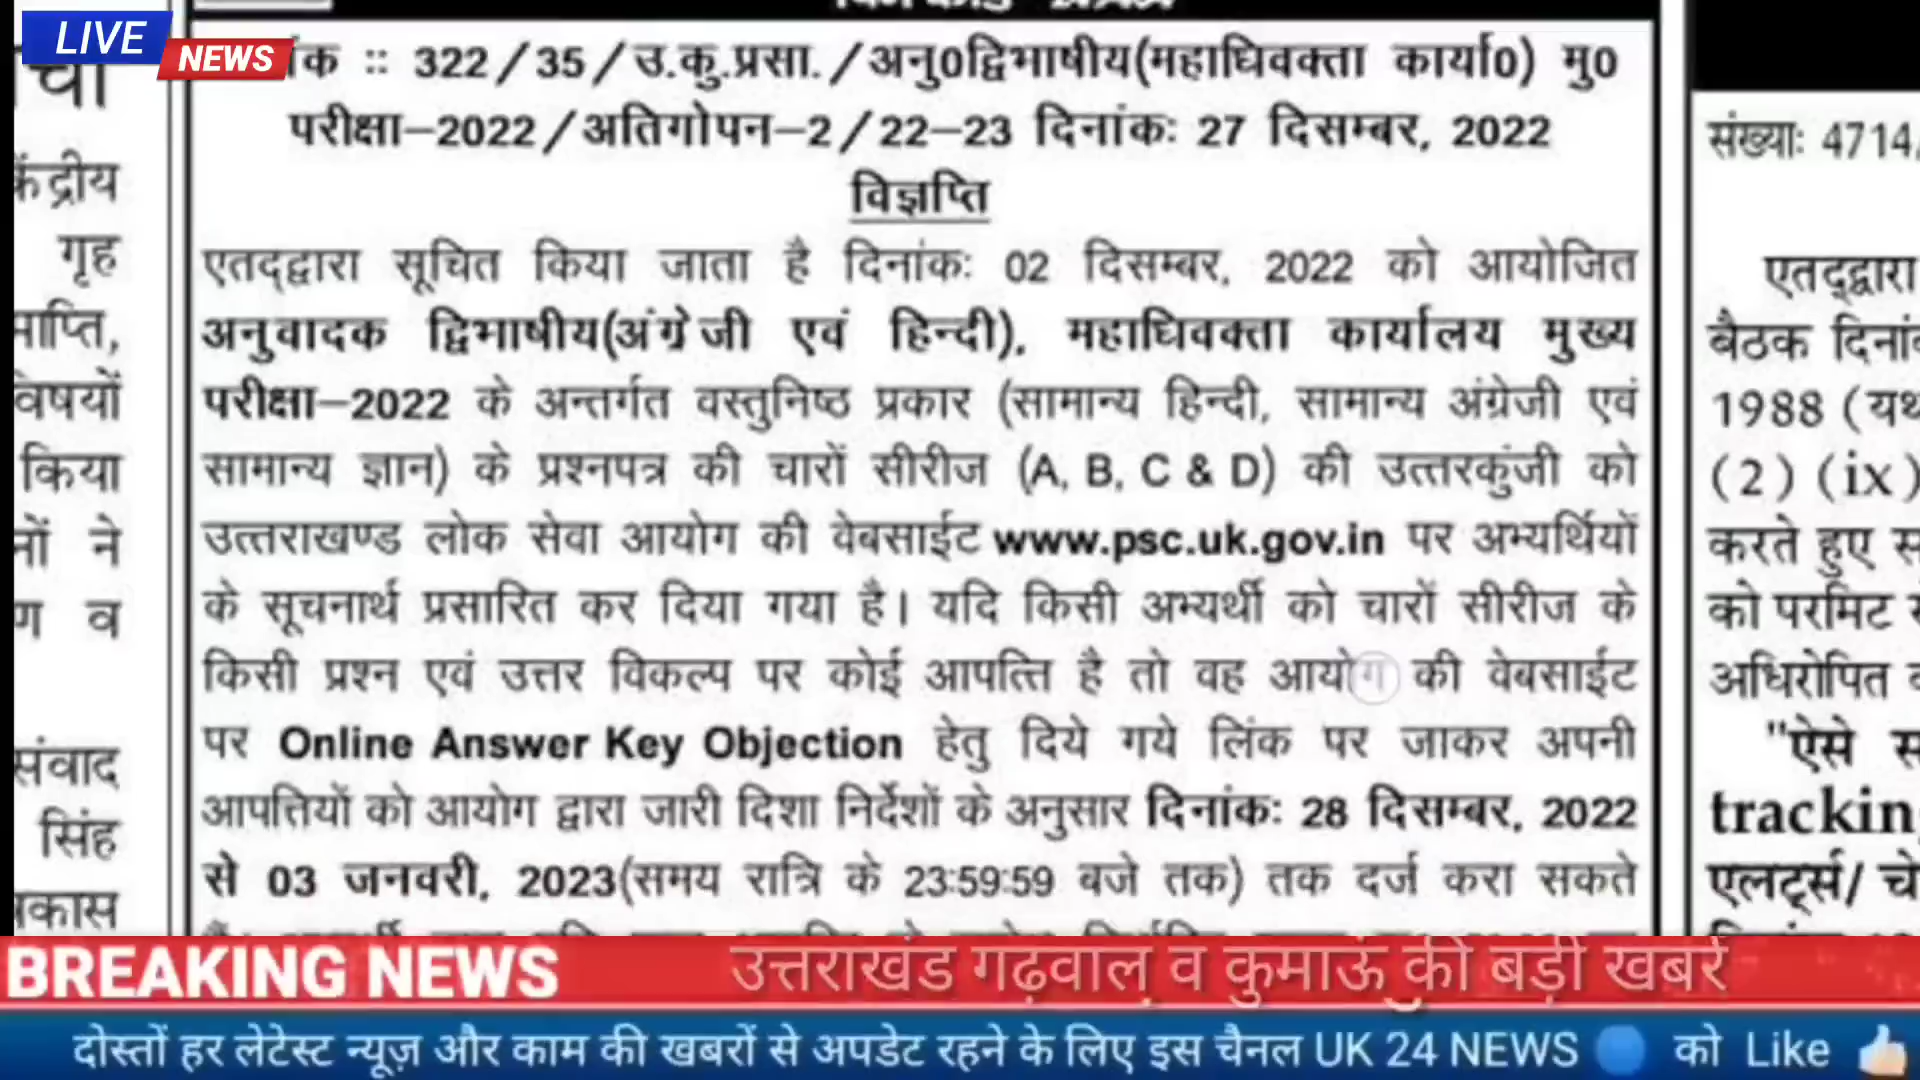 LIVE
NEWS
322/35/उ.कु.प्रसा./अनु0द्विभाषीय(महाधिवक्ता कार्या0) मु0
परीक्षा–2022/अतिगोपन–2/22–23 दिनांकः 27 दिसम्बर, 2022
विज्ञप्ति
एतद्द्वारा सूचित किया जाता है दिनांकः 02 दिसम्बर, 2022 को आयोजित
अनुवादक द्विभाषीय(अंग्रेजी एवं हिन्दी), महाधिवक्ता कार्यालय मुख्य
परीक्षा–2022 के अन्तर्गत वस्तुनिष्ठ प्रकार (सामान्य हिन्दी, सामान्य अंग्रेजी एवं
सामान्य ज्ञान) के प्रश्नपत्र की चारों सीरीज (A, B, C & D) की उत्तरकुंजी को
उत्तराखण्ड लोक सेवा आयोग की वेबसाईट www.psc.uk.gov.in पर अभ्यर्थियों
के सूचनार्थ प्रसारित कर दिया गया है। यदि किसी अभ्यर्थी को चारों सीरीज के
किसी प्रश्न एवं उत्तर विकल्प पर कोई आपत्ति है तो वह आयोग की वेबसाईट
पर Online Answer Key Objection हेतु दिये गये लिंक पर जाकर अपनी
आपत्तियों को आयोग द्वारा जारी दिशा निर्देशों के अनुसार दिनांकः 28 दिसम्बर, 2022
से 03 जनवरी, 2023(समय रात्रि के 23:59:59 बजे तक) तक दर्ज करा सकते
केंद्रीय
गृह
विषयों
किया
ने
व
संवाद
सिंह
संख्याः 4714
एतद्द्वारा
बैठक
1988
(2) (ix)
करते हुए
को परमिट
अधिरोपित
"ऐसे
एलर्ट्स/
BREAKING NEWS उत्तराखंड गढ़वाल व कुमाऊं की बड़ी खबरें
दोस्तों हर लेटेस्ट न्यूज़ और काम की खबरों से अपडेट रहने के लिए इस चैनल UK 24 NEWS को Like